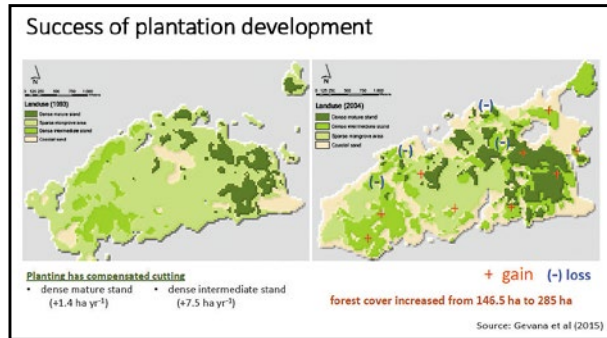 Success of plantation development
N
Landuse (1993)
Dense mature stand
Sparse mangrove area
Dense intermediate stand
Coastal sand
N
Landuse (2004)
Dense mature stand
Sparse mangrove area
Dense intermediate stand
Coastal sand
(-)
(-)
(-)
(-)
Planting has compensated cutting
• dense mature stand
(+1.4 ha yr⁻¹)
• dense intermediate stand
(+7.5 ha yr⁻¹)
+ gain (-) loss
forest cover increased from 146.5 ha to 285 ha
Source: Gevana et al (2015)